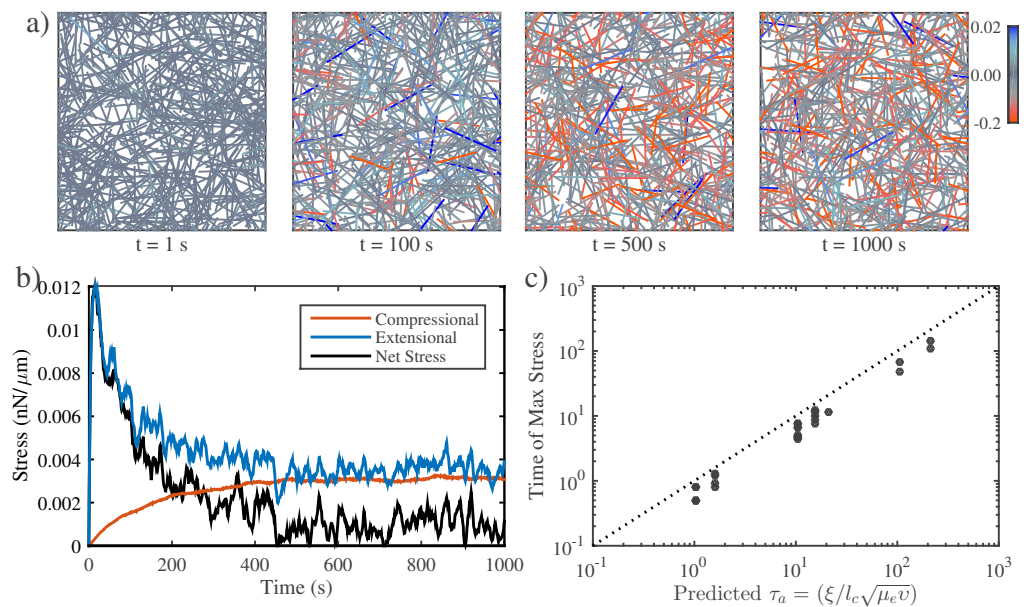 a)
0.02
0.00
-0.2
t = 1 s
t = 100 s
t = 500 s
t = 1000 s
b)
0.012
0.01
0.008
0.006
0.004
0.002
0
Stress (nN/μm)
Compressional
Extensional
Net Stress
0 200 400 600 800 1000
Time (s)
c)
10^3
10^2
10^1
10^0
10^-1
Time of Max Stress
10^-1 10^0 10^1 10^2 10^3
Predicted τ_a = (ξ/l_c√μ_eυ)